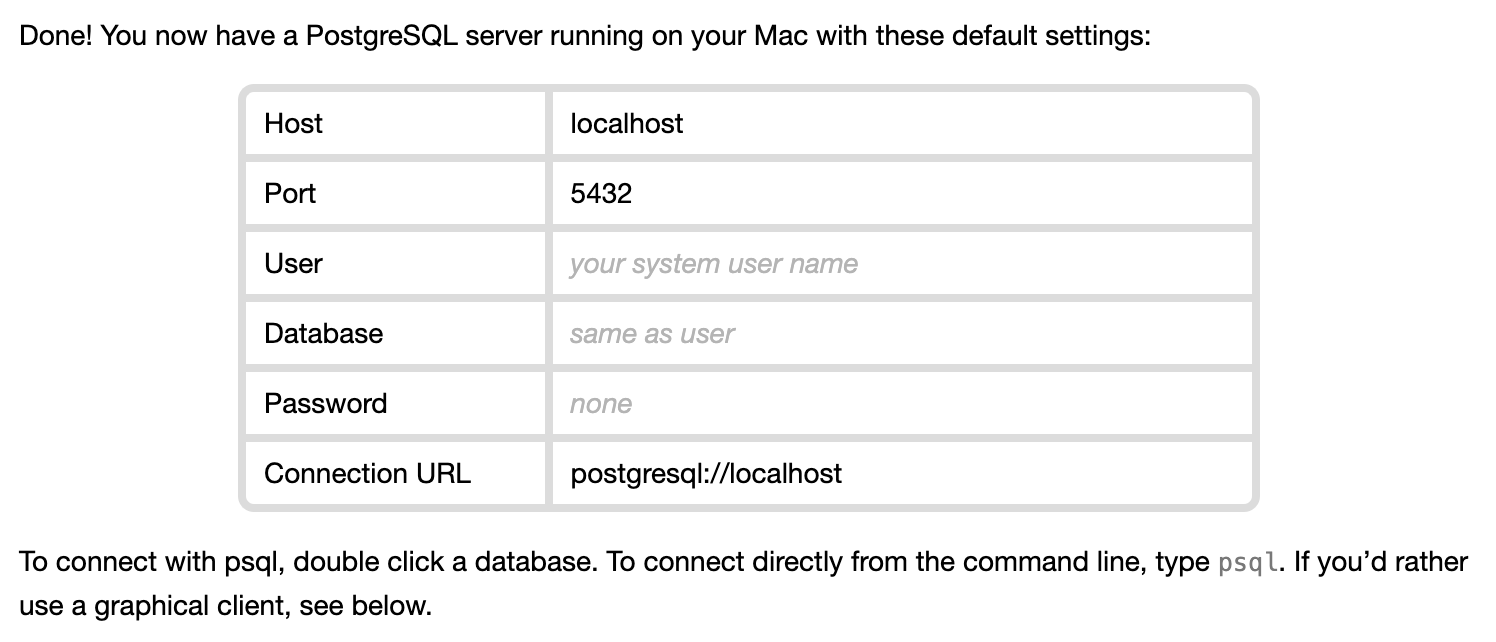 Done! You now have a PostgreSQL server running on your Mac with these default settings:
Host localhost
Port 5432
User your system user name
Database same as user
Password none
Connection URL postgresql://localhost
To connect with psql, double click a database. To connect directly from the command line, type psql. If you’d rather
use a graphical client, see below.